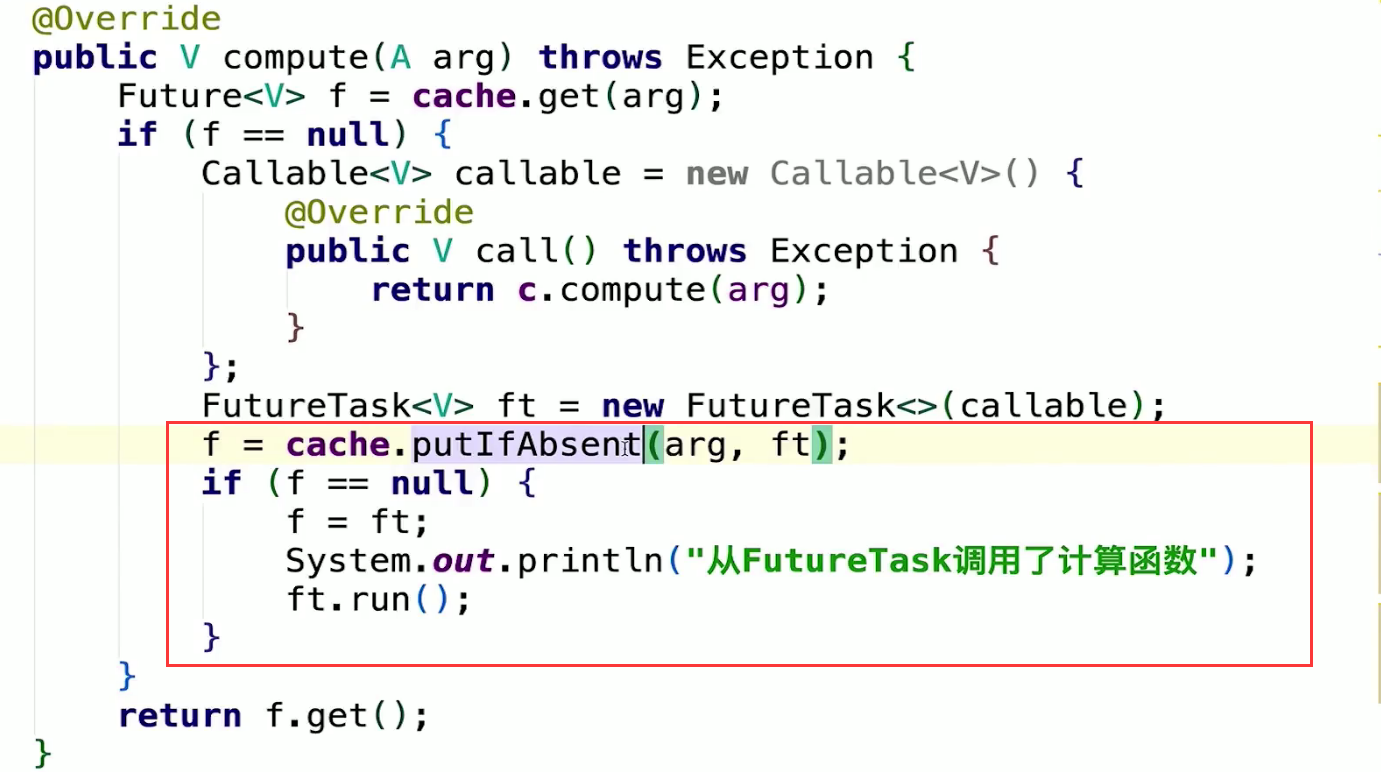 @Override
public V compute(A arg) throws Exception {
    Future<V> f = cache.get(arg);
    if (f == null) {
        Callable<V> callable = new Callable<V>() {
            @Override
            public V call() throws Exception {
                return c.compute(arg);
            }
        };
        FutureTask<V> ft = new FutureTask<>(callable);
        f = cache.putIfAbsent(arg, ft);
        if (f == null) {
            f = ft;
            System.out.println("从FutureTask调用了计算函数");
            ft.run();
        }
    }
    return f.get();
}